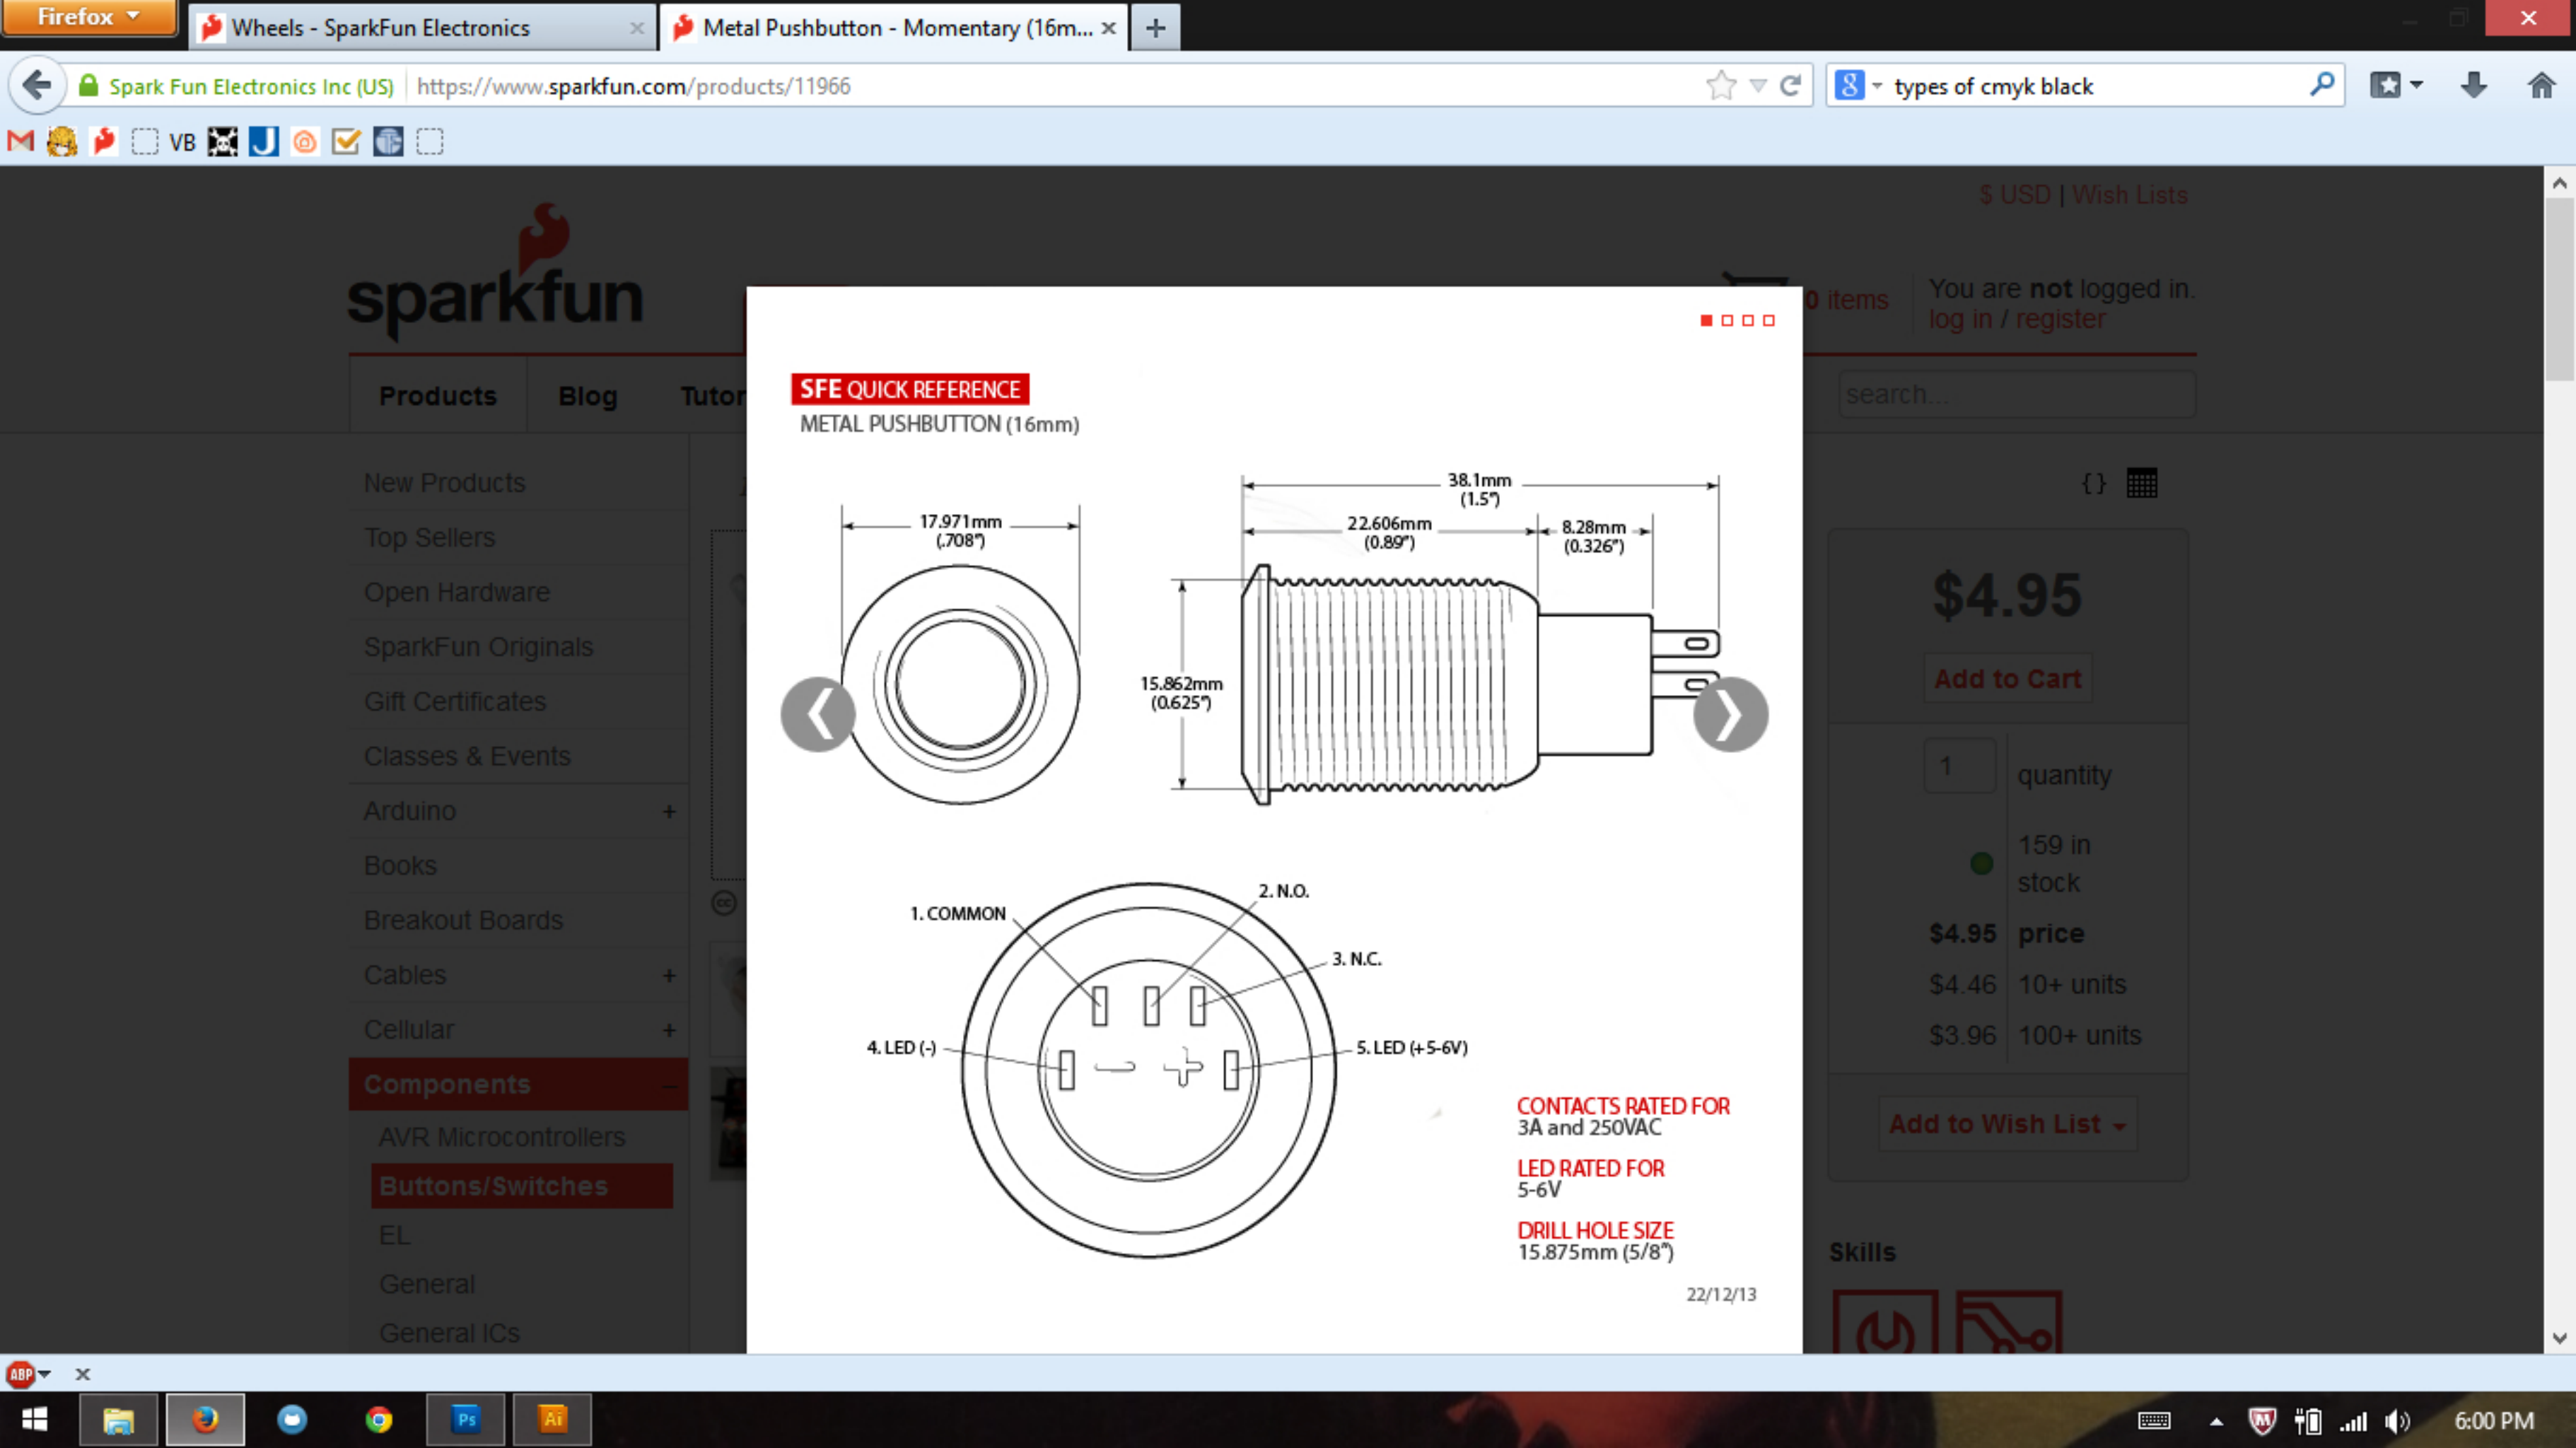 Firefox
Wheels - SparkFun Electronics
Metal Pushbutton - Momentary (16m...
Spark Fun Electronics Inc (US)
https://www.sparkfun.com/products/11966
types of cmyk black
VB
$ USD | Wish Lists
sparkfun
0 items
You are not logged in.
log in / register
Products
Blog
Tutor
search...
New Products
Top Sellers
Open Hardware
SparkFun Originals
Gift Certificates
Classes & Events
Arduino +
Books
Breakout Boards
Cables +
Cellular +
Components –
AVR Microcontrollers
Buttons/Switches
EL
General
General ICs
SFE QUICK REFERENCE
METAL PUSHBUTTON (16mm)
17.971mm
(.708")
38.1mm
(1.5")
22.606mm
(0.89")
8.28mm
(0.326")
15.862mm
(0.625")
1. COMMON
2. N.O.
3. N.C.
4. LED (-)
5. LED (+5-6V)
CONTACTS RATED FOR
3A and 250VAC
LED RATED FOR
5-6V
DRILL HOLE SIZE
15.875mm (5/8")
22/12/13
{}
$4.95
Add to Cart
1 quantity
159 in
stock
$4.95 price
$4.46 10+ units
$3.96 100+ units
Add to Wish List
Skills
cc
ABP
Ps
Ai
6:00 PM